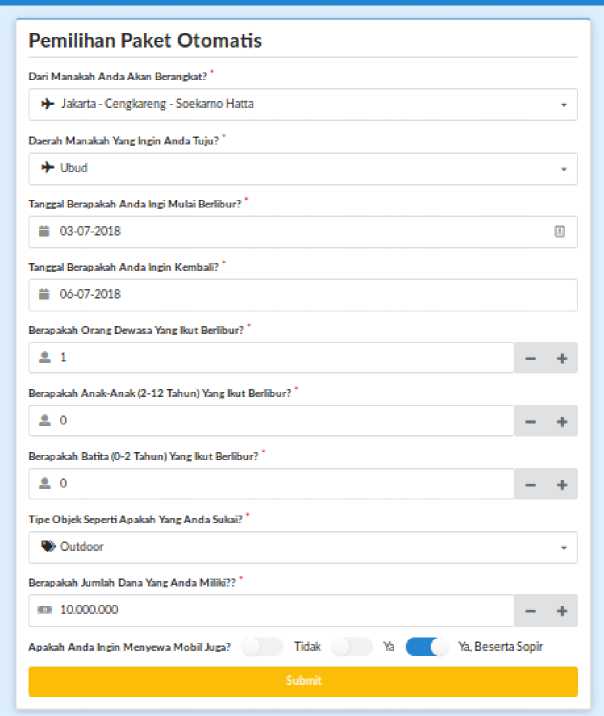 Pemilihan Paket Otomatis
Dari Manakah Anda Akan Berangkat? *
Jakarta - Cengkareng - Soekarno Hatta
Daerah Manakah Yang Ingin Anda Tuju? *
Ubud
Tanggal Berapakah Anda Ingi Mulai Berlibur? *
03-07-2018
Tanggal Berapakah Anda Ingin Kembali? *
06-07-2018
Berapakah Orang Dewasa Yang Ikut Berlibur? *
1
Berapakah Anak-Anak (2-12 Tahun) Yang Ikut Berlibur? *
0
Berapakah Batita (0-2 Tahun) Yang Ikut Berlibur? *
0
Tipe Objek Seperti Apakah Yang Anda Sukai? *
Outdoor
Berapakah Jumlah Dana Yang Anda Miliki?? *
10.000.000
Apakah Anda Ingin Menyewa Mobil Juga? Tidak Ya Ya, Beserta Sopir
Submit